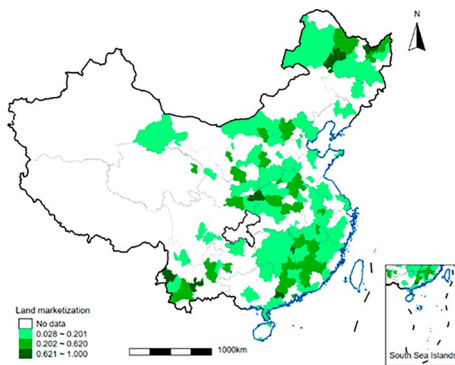 N
Land marketization
No data
0.028 ~ 0.201
0.202 ~ 0.620
0.621 ~ 1.000
1000km
South Sea Islands